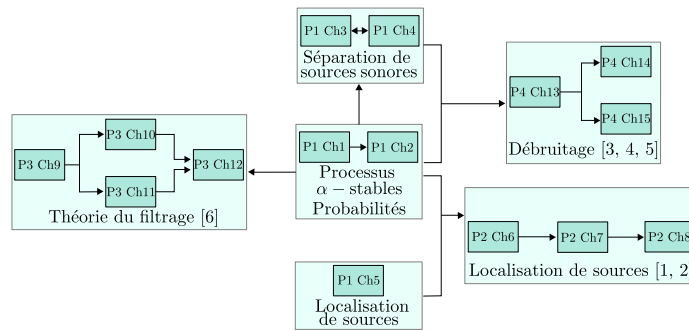 P1 Ch3
P1 Ch4
Séparation de
sources sonores
P4 Ch13
P4 Ch14
P4 Ch15
Débruitage [3, 4, 5]
P3 Ch9
P3 Ch10
P3 Ch11
P3 Ch12
Théorie du filtrage [6]
P1 Ch1
P1 Ch2
Processus
α − stables
Probabilités
P2 Ch6
P2 Ch7
P2 Ch8
Localisation de sources [1, 2
P1 Ch5
Localisation
de sources